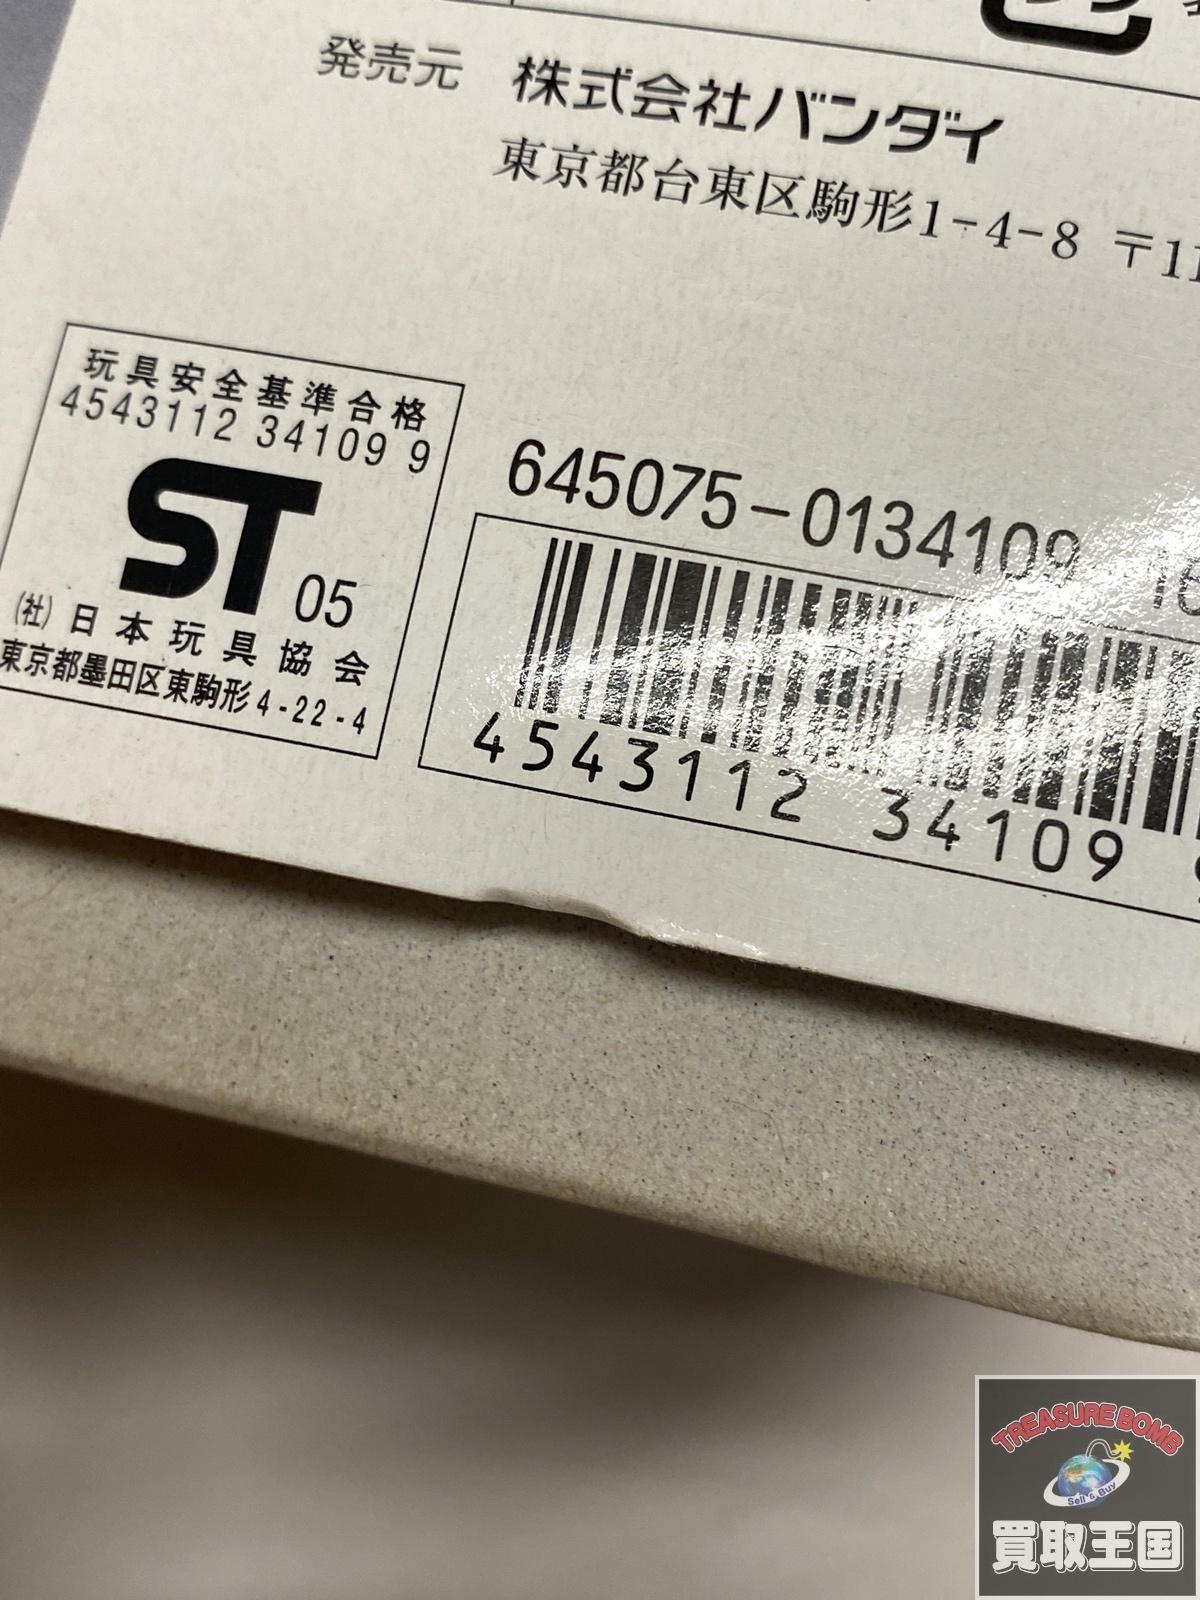 発売元 株式会社バンダイ
東京都台東区駒形1-4-8 〒11
玩具安全基準合格
4543112 34109 9
ST 05
(社)日本玩具協会
東京都墨田区東駒形4-22-4
645075-0134109
4543112 34109
TREASURE BOMB
Sell & Buy
買取王国